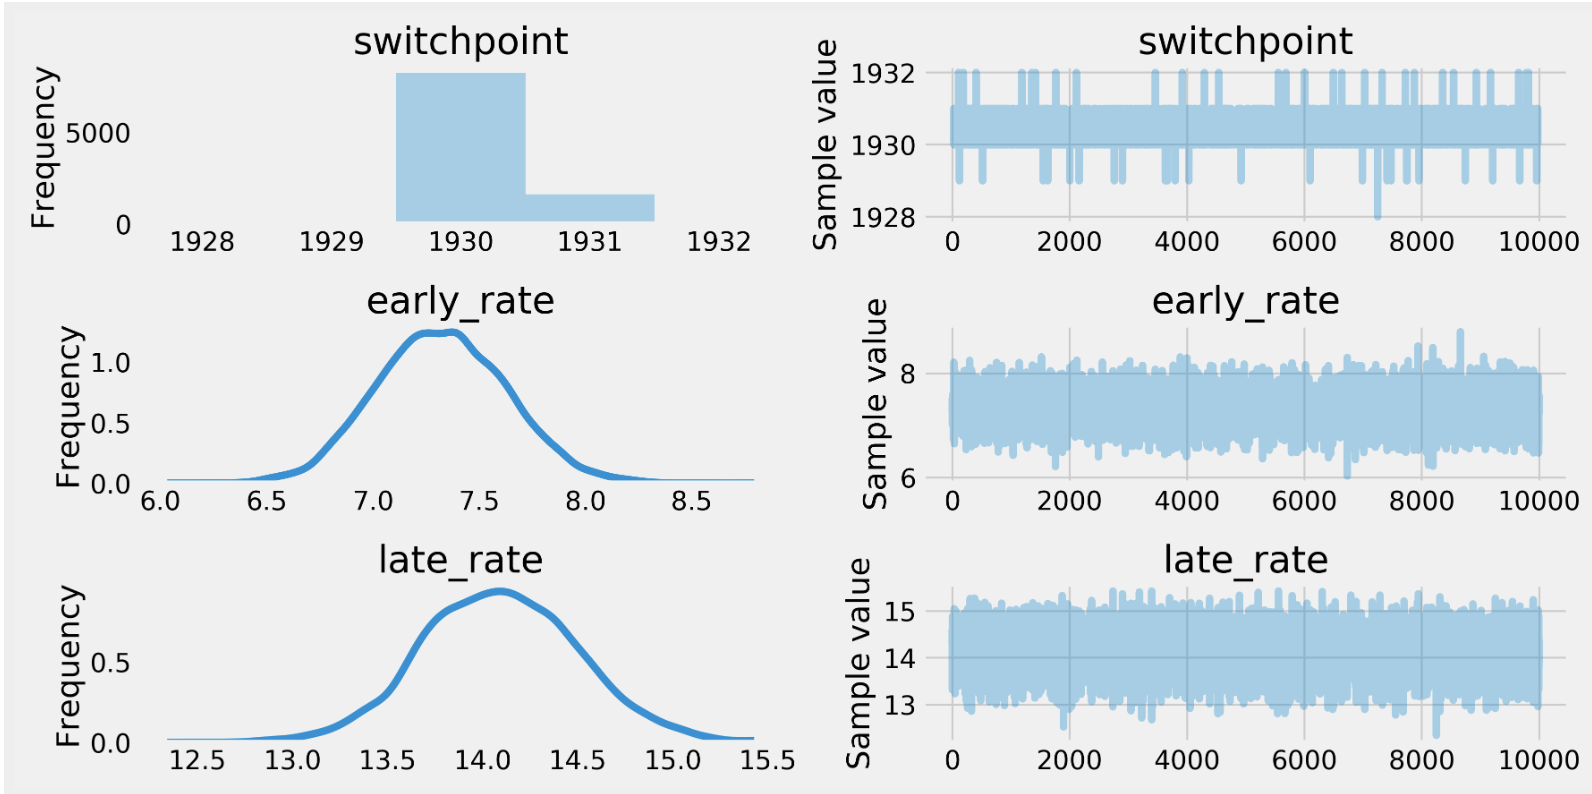 switchpoint
Frequency
5000
0
1928 1929 1930 1931 1932
switchpoint
Sample value
1932
1930
1928
0 2000 4000 6000 8000 10000
early_rate
Frequency
1.0
0.5
0.0
6.0 6.5 7.0 7.5 8.0 8.5
early_rate
Sample value
8
6
0 2000 4000 6000 8000 10000
late_rate
Frequency
0.5
0.0
12.5 13.0 13.5 14.0 14.5 15.0 15.5
late_rate
Sample value
15
14
13
0 2000 4000 6000 8000 10000